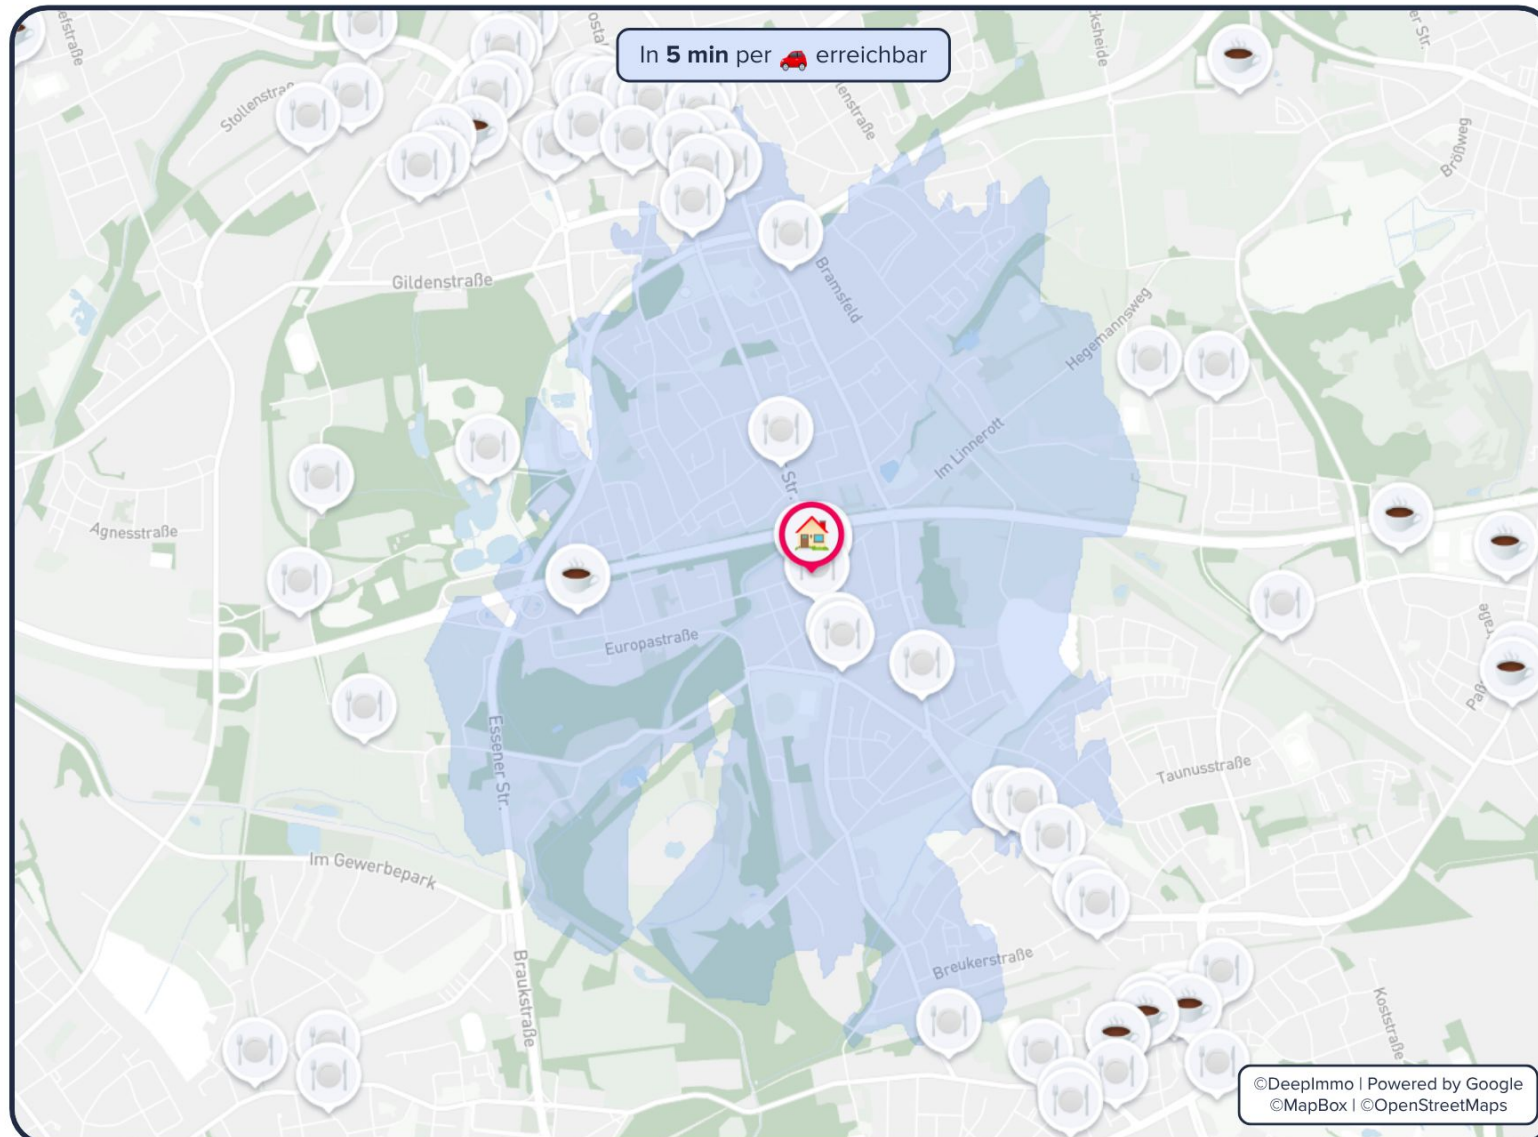 In 5 min per erreichbar
Gildenstraße
Bramsfeld
Hegemannsweg
Brößweg
Im Linnerott
Str.
Agnesstraße
Europastraße
Essener Str.
Taunusstraße
Im Gewerbepark
Braukstraße
Breukerstraße
Koststraße
©DeepImmo | Powered by Google
©MapBox | ©OpenStreetMaps